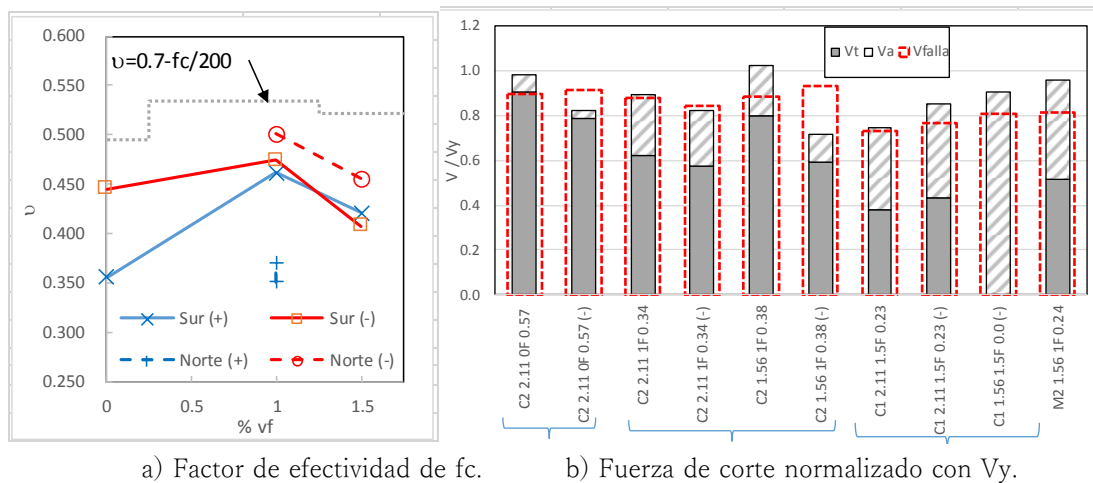 0.600
0.550
0.500
0.450
0.400
0.350
0.300
0.250
υ
υ=0.7-fc/200
Sur (+)
Sur (-)
Norte (+)
Norte (-)
0
0.5
1
1.5
% vf
1.2
1.0
0.8
0.6
0.4
0.2
0.0
V /Vy
Vt
Va
Vfalla
C2 2.11 0F 0.57
C2 2.11 0F 0.57 (-)
C2 2.11 1F 0.34
C2 2.11 1F 0.34 (-)
C2 1.56 1F 0.38
C2 1.56 1F 0.38 (-)
C1 2.11 1.5F 0.23
C1 2.11 1.5F 0.23 (-)
C1 1.56 1.5F 0.0 (-)
M2 1.56 1F 0.24
a) Factor de efectividad de fc.
b) Fuerza de corte normalizado con Vy.